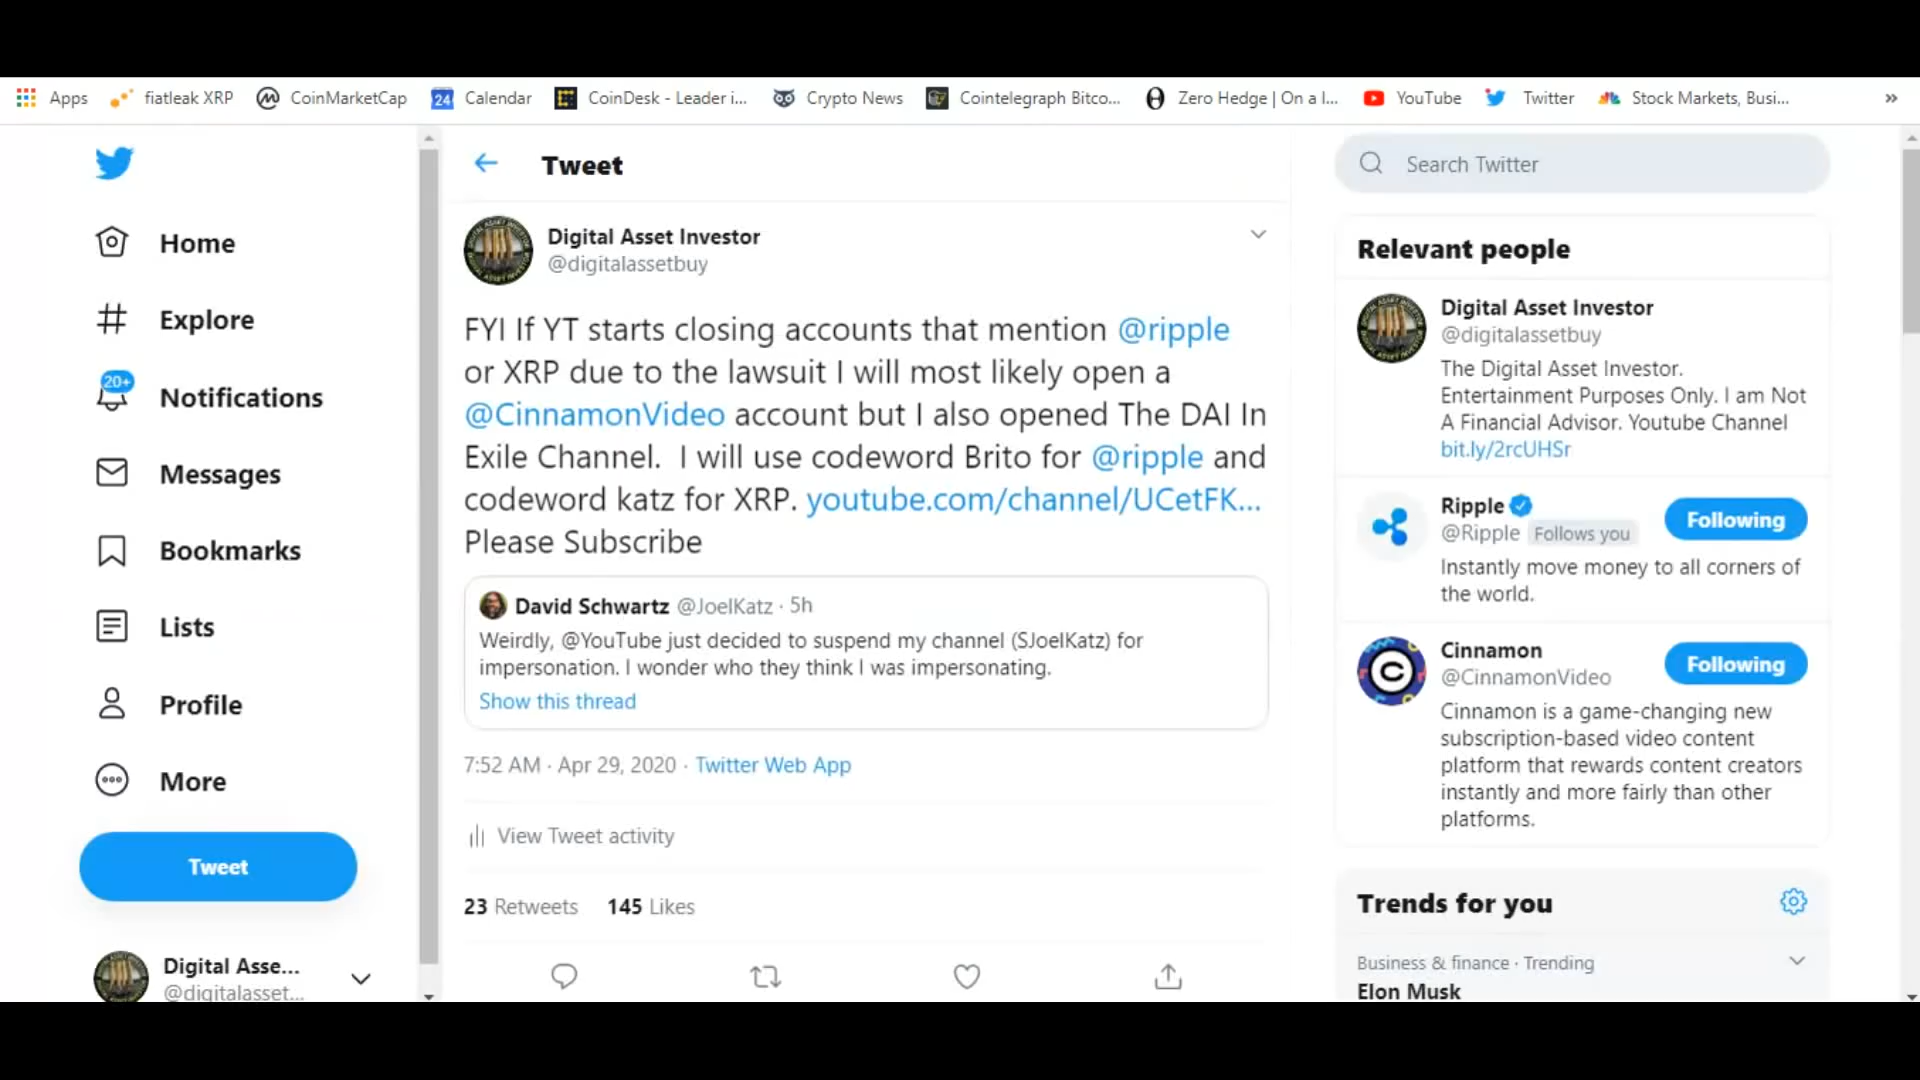 Apps fiatleak XRP CoinMarketCap 24 Calendar CoinDesk - Leader i... Crypto News Cointelegraph Bitco... Zero Hedge | On a l... YouTube Twitter Stock Markets, Busi... »
Home
Explore
20+
Notifications
Messages
Bookmarks
Lists
Profile
More
Tweet
Digital Asse...
@digitalasset...
Tweet
Digital Asset Investor
@digitalassetbuy
FYI If YT starts closing accounts that mention @ripple
or XRP due to the lawsuit I will most likely open a
@CinnamonVideo account but I also opened The DAI In
Exile Channel.  I will use codeword Brito for @ripple and
codeword katz for XRP. youtube.com/channel/UCetFK...
Please Subscribe
David Schwartz @JoelKatz · 5h
Weirdly, @YouTube just decided to suspend my channel (SJoelKatz) for
impersonation. I wonder who they think I was impersonating.
Show this thread
7:52 AM · Apr 29, 2020 · Twitter Web App
View Tweet activity
23 Retweets 145 Likes
Search Twitter
Relevant people
Digital Asset Investor
@digitalassetbuy
The Digital Asset Investor.
Entertainment Purposes Only. I am Not
A Financial Advisor. Youtube Channel
bit.ly/2rcUHSr
Ripple
@Ripple Follows you
Following
Instantly move money to all corners of
the world.
Cinnamon
@CinnamonVideo
Following
Cinnamon is a game-changing new
subscription-based video content
platform that rewards content creators
instantly and more fairly than other
platforms.
Trends for you
Business & finance · Trending
Elon Musk